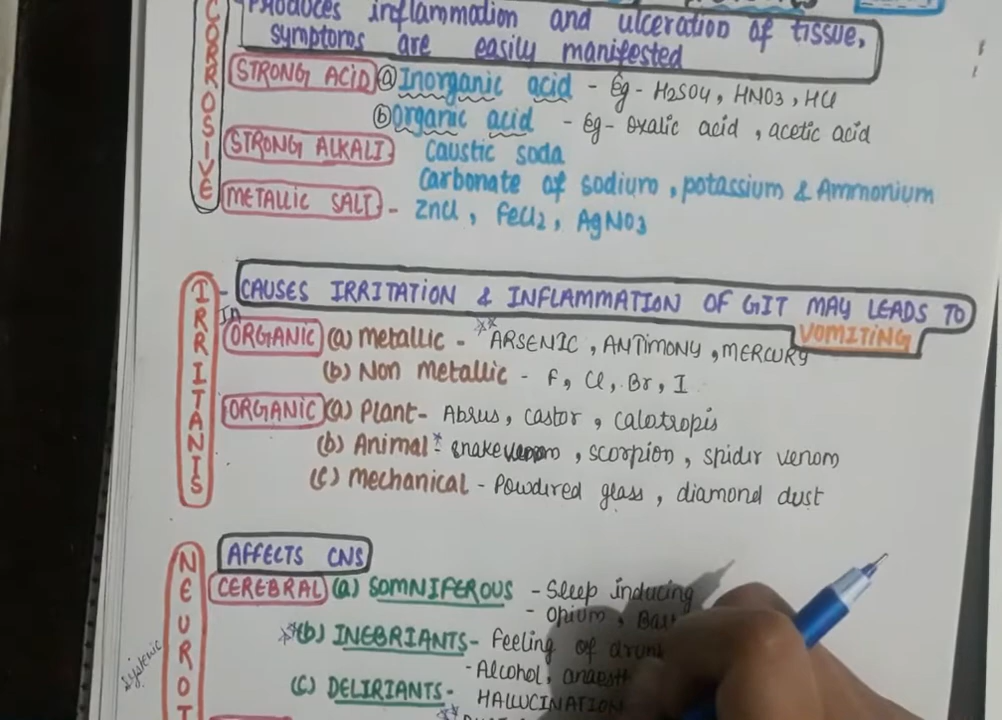 CORROSIVE
Produces inflammation and ulceration of tissue,
symptoms are easily manifested
STRONG ACID (a) Inorganic acid - Eg - H2SO4, HNO3, HCl
(b) Organic acid - Eg - Oxalic acid, acetic acid
STRONG ALKALI Caustic soda
Carbonate of sodium, potassium & Ammonium
METALLIC SALT - ZnCl, FeCl2, AgNO3
IRRITANTS
- CAUSES IRRITATION & INFLAMMATION OF GIT MAY LEADS TO
VOMITING
In
ORGANIC (a) Metallic - ** ARSENIC, ANTIMONY, MERCURY
(b) Non Metallic - F, Cl, Br, I
ORGANIC (a) Plant - Abrus, castor, calotropis
(b) Animal * - snake venom, scorpion, spider venom
(c) Mechanical - Powdered glass, diamond dust
NEUROT
AFFECTS CNS
CEREBRAL (a) SOMNIFEROUS - Sleep inducing
- Opium,
** (b) INEBRIANTS - Feeling of
- Alcohol,
(c) DELIRIANTS - HALLUCINATION
**
Systemic